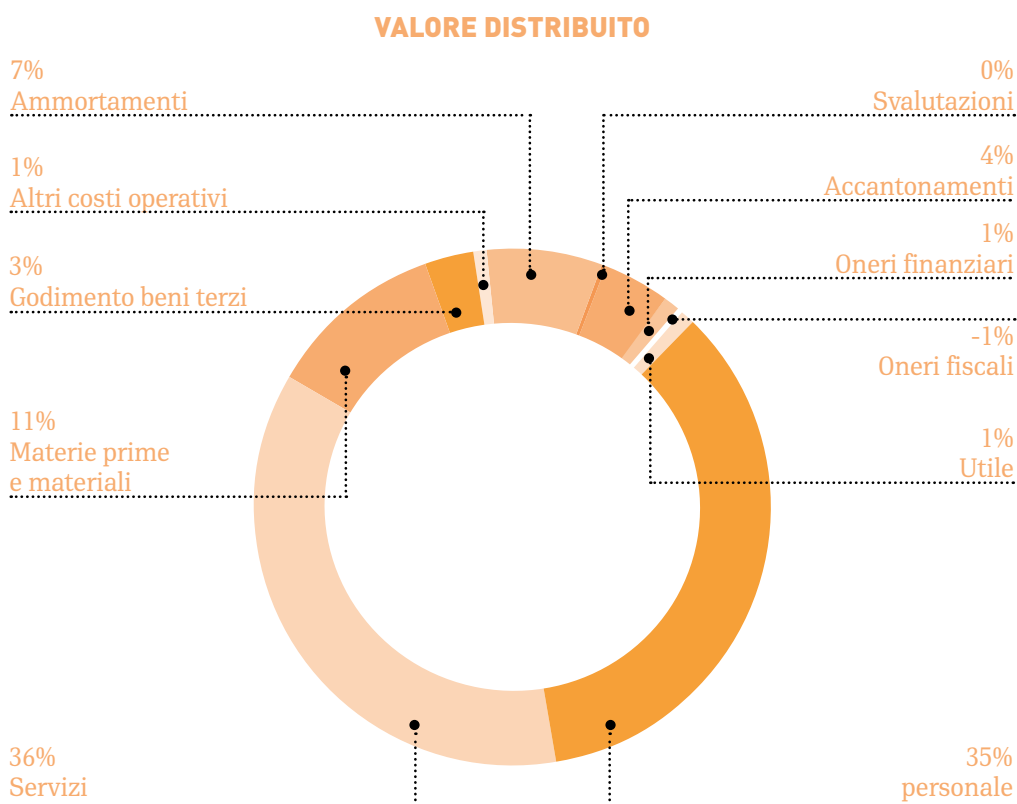 VALORE DISTRIBUITO
7%
Ammortamenti
1%
Altri costi operativi
3%
Godimento beni terzi
11%
Materie prime
e materiali
36%
Servizi
0%
Svalutazioni
4%
Accantonamenti
1%
Oneri finanziari
-1%
Oneri fiscali
1%
Utile
35%
personale